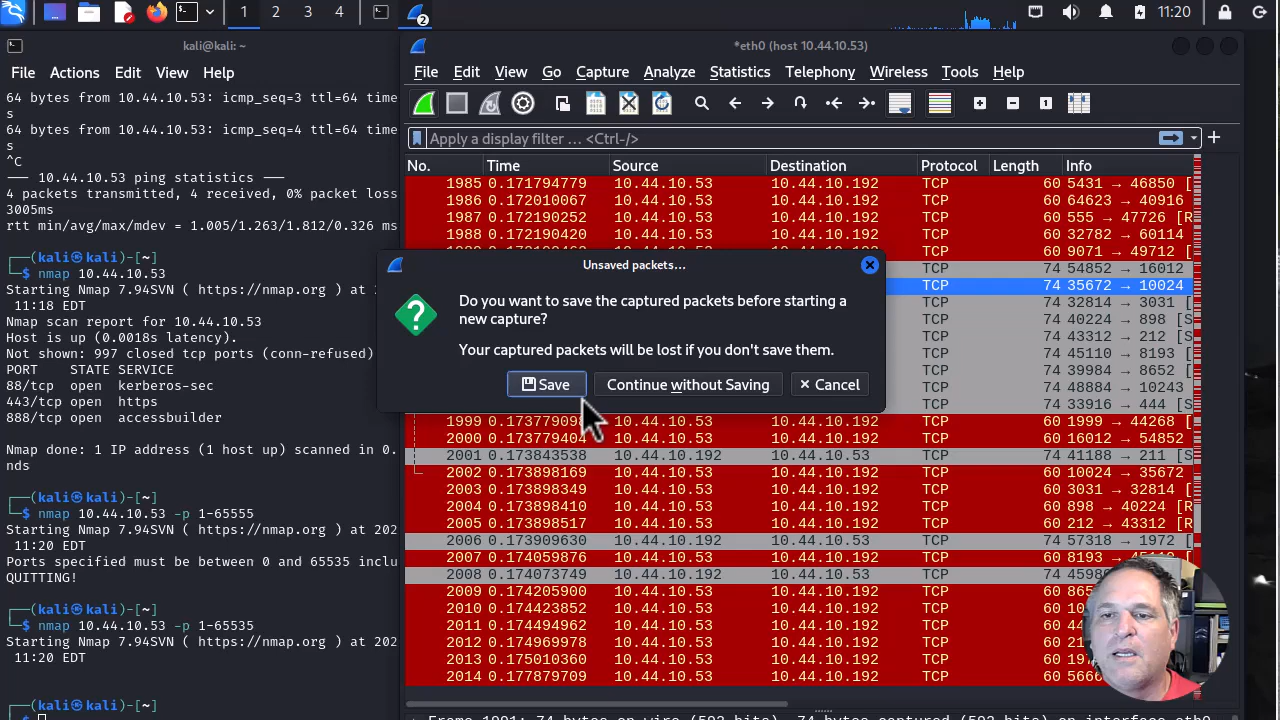 1
2
3
4
2
11:20
kali@kali: ~
File Actions Edit View Help
64 bytes from 10.44.10.53: icmp_seq=3 ttl=64 time
s
64 bytes from 10.44.10.53: icmp_seq=4 ttl=64 time
s
^C
— 10.44.10.53 ping statistics —
4 packets transmitted, 4 received, 0% packet loss
3005ms
rtt min/avg/max/mdev = 1.005/1.263/1.812/0.326 ms
(kali㉿kali)-[~]
$ nmap 10.44.10.53
Starting Nmap 7.94SVN ( https://nmap.org ) at
11:18 EDT
Nmap scan report for 10.44.10.53
Host is up (0.0018s latency).
Not shown: 997 closed tcp ports (conn-refused)
PORT STATE SERVICE
88/tcp open kerberos-sec
443/tcp open https
888/tcp open accessbuilder
Nmap done: 1 IP address (1 host up) scanned in 0.
nds
(kali㉿kali)-[~]
$ nmap 10.44.10.53 -p 1-65555
Starting Nmap 7.94SVN ( https://nmap.org ) at 202
11:20 EDT
Ports specified must be between 0 and 65535 inclu
QUITTING!
(kali㉿kali)-[~]
$ nmap 10.44.10.53 -p 1-65535
Starting Nmap 7.94SVN ( https://nmap.org ) at 202
11:20 EDT
(kali㉿kali)-[~]
$
*eth0 (host 10.44.10.53)
File Edit View Go Capture Analyze Statistics Telephony Wireless Tools Help
Apply a display filter ... <Ctrl-/>
No. Time Source Destination Protocol Length Info
1985 0.171794779 10.44.10.53 10.44.10.192 TCP 60 5431 → 46850 [
1986 0.172010067 10.44.10.53 10.44.10.192 TCP 60 64623 → 40916
1987 0.172190252 10.44.10.53 10.44.10.192 TCP 60 555 → 47726 [R
1988 0.172190420 10.44.10.53 10.44.10.192 TCP 60 32782 → 60114
10.44.10.53 10.44.10.192 TCP 60 9071 → 49712 [
TCP 74 54852 → 16012
TCP 74 35672 → 10024
TCP 74 32814 → 3031 [
TCP 74 40224 → 898 [S
TCP 74 43312 → 212 [
TCP 74 45110 → 8193 [
TCP 74 39984 → 8652 [
TCP 74 48884 → 10243
TCP 74 33916 → 444 [S
Unsaved packets...
Do you want to save the captured packets before starting a
new capture?
Your captured packets will be lost if you don't save them.
Save
Continue without Saving
Cancel
1999 10.44.10.53 10.44.10.192 TCP 60 1999 → 44268 [
2000 0.173779404 10.44.10.53 10.44.10.192 TCP 60 16012 → 54852
2001 0.173843538 10.44.10.192 10.44.10.53 TCP 74 41188 → 211 [S
2002 0.173898169 10.44.10.53 10.44.10.192 TCP 60 10024 → 35672
2003 0.173898349 10.44.10.53 10.44.10.192 TCP 60 3031 → 32814 [
2004 0.173898410 10.44.10.53 10.44.10.192 TCP 60 898 → 40224 [R
2005 0.173898517 10.44.10.53 10.44.10.192 TCP 60 212 → 43312 [R
2006 0.173909630 10.44.10.192 10.44.10.53 TCP 74 57318 → 1972 [
2007 0.174059876 10.44.10.53 10.44.10.192 TCP 60 8193 →
2008 0.174073749 10.44.10.192 10.44.10.53 TCP 74
2009 0.174205900 10.44.10.53 10.44.10.192 TCP 60
2010 0.174423852 10.44.10.53 10.44.10.192 TCP 60
2011 0.174494962 10.44.10.53 10.44.10.192 TCP 60
2012 0.174969978 10.44.10.53 10.44.10.192 TCP 60
2013 0.175010360 10.44.10.53 10.44.10.192 TCP 60
2014 0.177879709 10.44.10.53 10.44.10.192 TCP 60